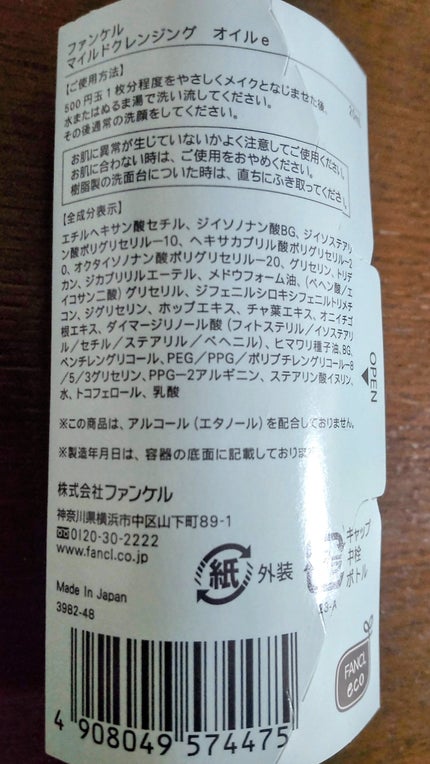 ファンケル
マイルドクレンジング オイルe
【ご使用方法】
500円玉1枚分程度をやさしくメイクとなじませた後、
水またはぬるま湯で洗い流してください。
その後通常の洗顔をしてください。
お肌に異常が生じていないかよく注意してご使用ください。
お肌に合わない時は、ご使用をおやめください。
樹脂製の洗面台についた時は、直ちにふき取ってください。
【全成分表示】
エチルヘキサン酸セチル、ジイソノナン酸BG、ジイソステアリ
ン酸ポリグリセリル－10、ヘキサカプリル酸ポリグリセリル－2
0、オクタイソノナン酸ポリグリセリル－20、グリセリン、トリデ
カン、ジカプリリルエーテル、メドウフォーム油、（ベヘン酸／エ
イコサン二酸）グリセリル、ジフェニルシロキシフェニルトリメチ
コン、ジグリセリン、ホップエキス、チャ葉エキス、オニイチゴ
根エキス、ダイマージリノール酸（フィトステリル／イソステアリ
ル／セチル／ステアリル／ベヘニル）、ヒマワリ種子油、BG、
ペンチレングリコール、PEG／PPG／ポリブチレングリコール－8
／5／3グリセリン、PPG－2アルギニン、ステアリン酸イヌリン、
水、トコフェロール、乳酸
※この商品は、アルコール（エタノール）を配合しておりません。
※製造年月日は、容器の底面に記載しており
株式会社ファンケル
神奈川県横浜市中区山下町89-1
0120-30-2222
www.fancl.co.jp
Made in Japan
3982-48
紙 外装
キャップ
中栓
ボトル
OPEN
FANCL
eco
4 908049 574475